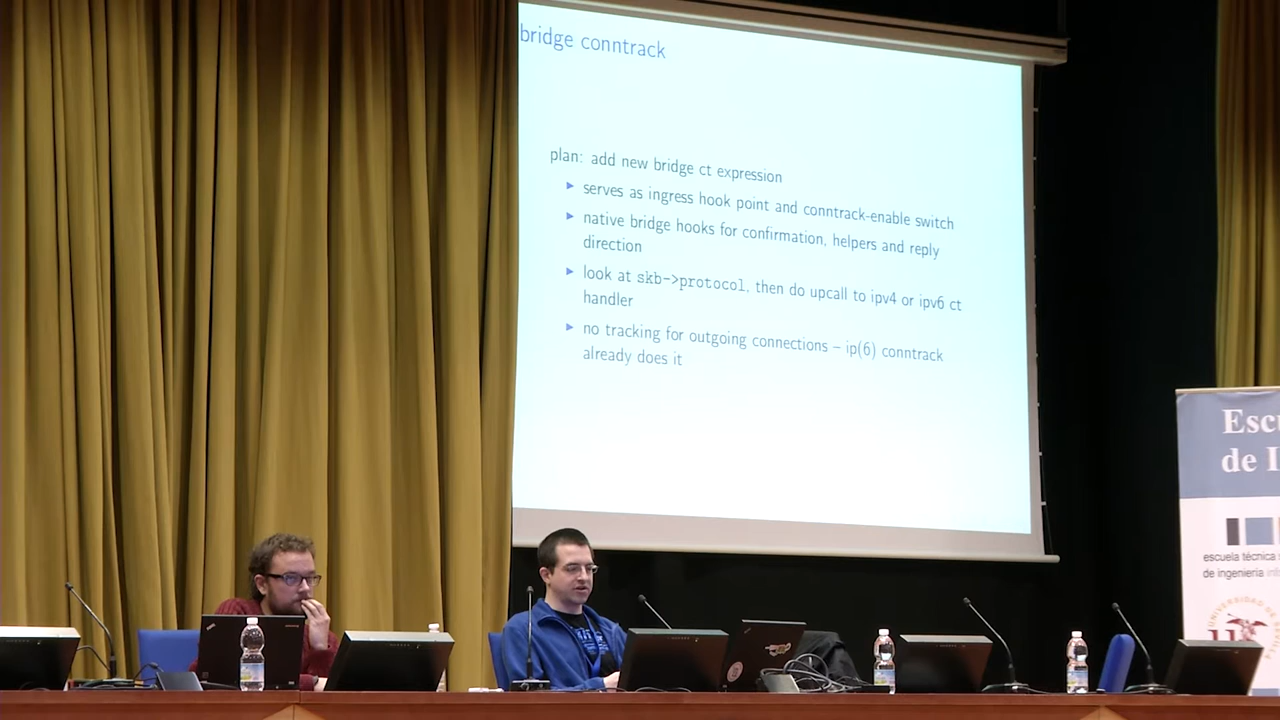 bridge conntrack
plan: add new bridge ct expression
serves as ingress hook point and conntrack-enable switch
native bridge hooks for confirmation, helpers and reply
direction
look at skb->protocol, then do upcall to ipv4 or ipv6 ct
handler
no tracking for outgoing connections – ip(6) conntrack
already does it
de
escuela técnica
de ingeniería